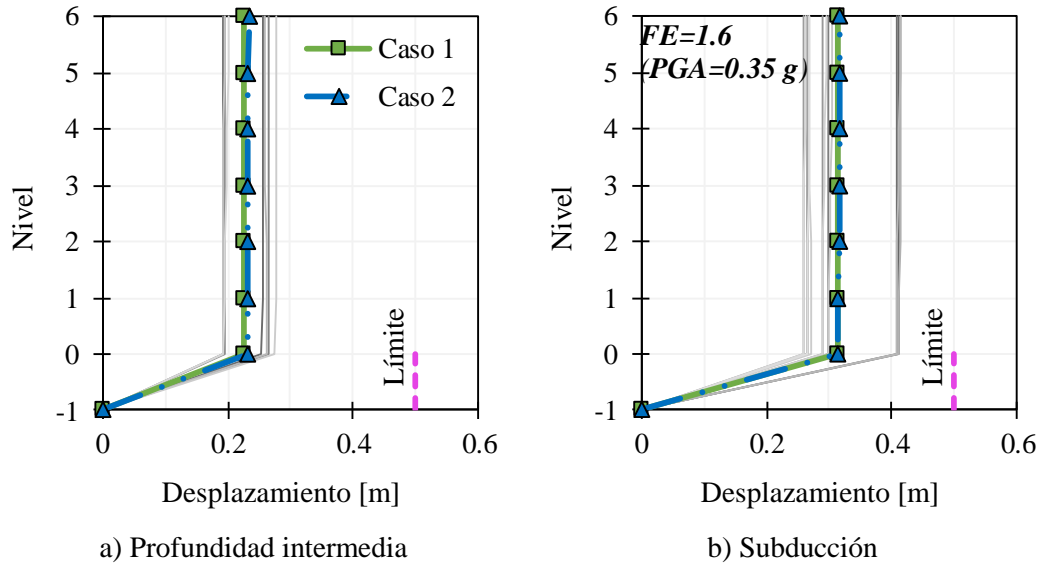 6
5
4
3
2
1
0
-1
Nivel
Caso 1
Caso 2
Límite
0
0.2
0.4
0.6
Desplazamiento [m]
a) Profundidad intermedia
6
5
4
3
2
1
0
-1
Nivel
FE=1.6
(PGA=0.35 g)
Límite
0
0.2
0.4
0.6
Desplazamiento [m]
b) Subducción